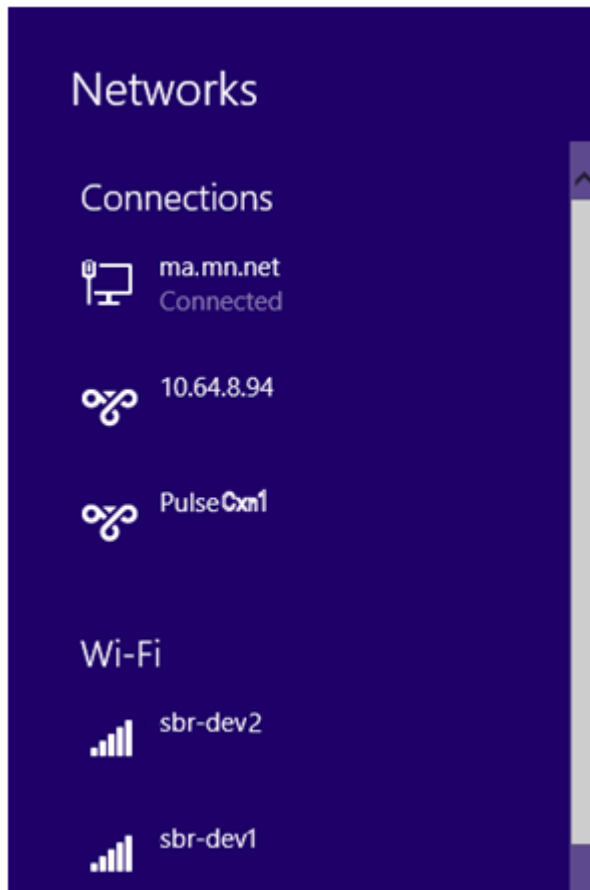 Networks
Connections
ma.mn.net
Connected
10.64.8.94
PulseCxn1
Wi-Fi
sbr-dev2
sbr-dev1